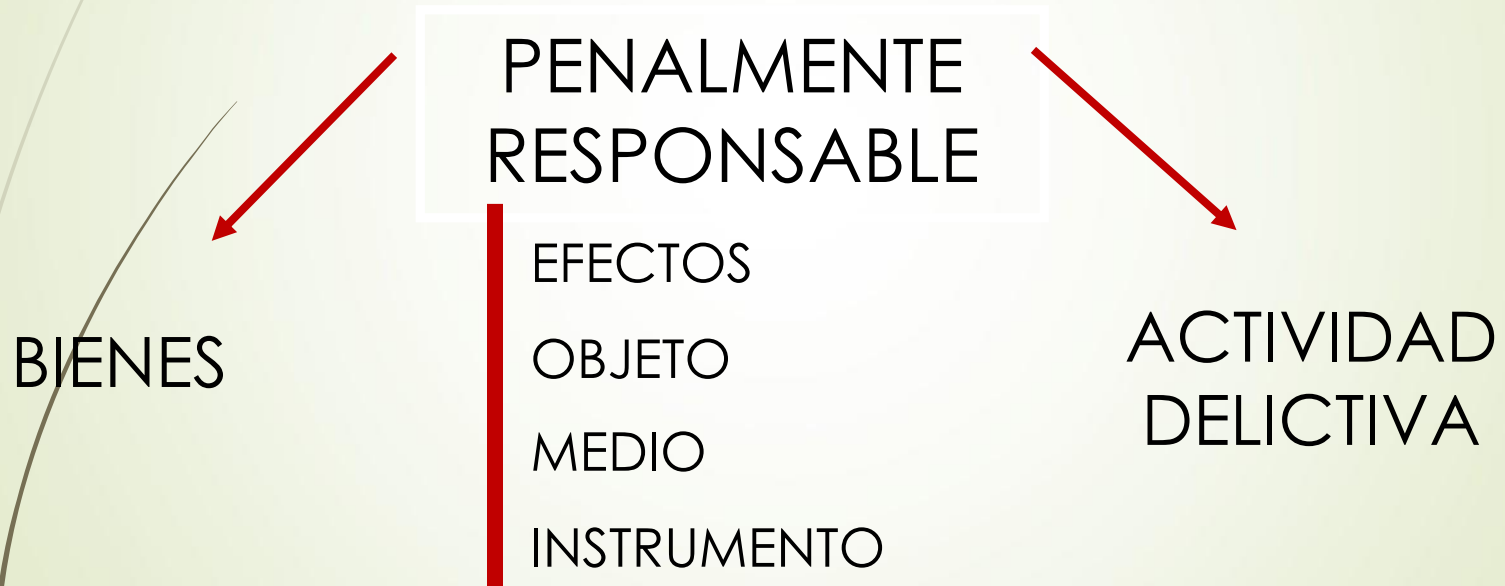 PENALMENTE
RESPONSABLE
BIENES
EFECTOS
OBJETO
MEDIO
INSTRUMENTO
ACTIVIDAD
DELICTIVA